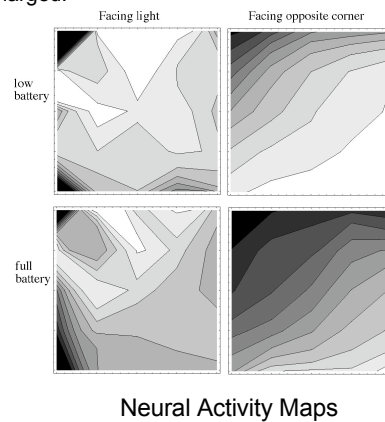 Facing light Facing opposite corner
low
battery
full
battery
Neural Activity Maps